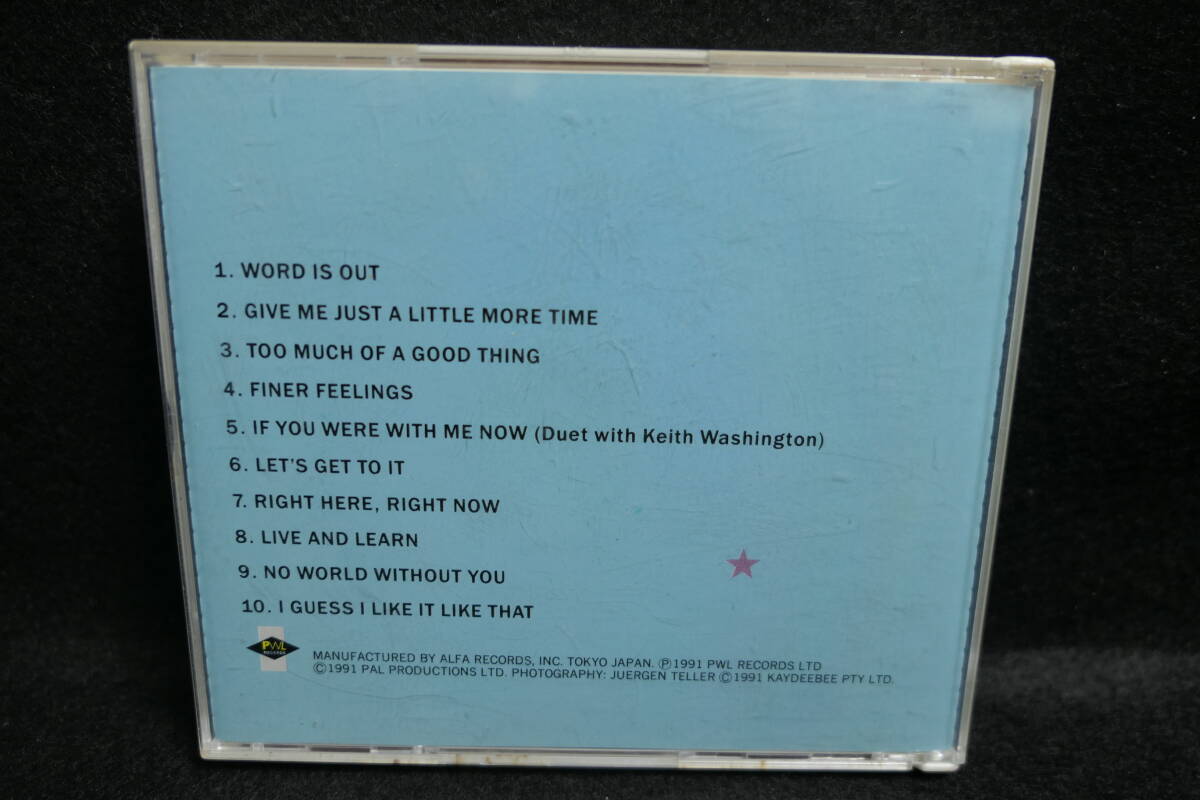 1. WORD IS OUT
2. GIVE ME JUST A LITTLE MORE TIME
3. TOO MUCH OF A GOOD THING
4. FINER FEELINGS
5. IF YOU WERE WITH ME NOW (Duet with Keith Washington)
6. LET'S GET TO IT
7. RIGHT HERE, RIGHT NOW
8. LIVE AND LEARN
9. NO WORLD WITHOUT YOU
10. I GUESS I LIKE IT LIKE THAT
PWL
RECORDS
MANUFACTURED BY ALFA RECORDS, INC. TOKYO JAPAN. ℗1991 PWL RECORDS LTD
©1991 PAL PRODUCTIONS LTD. PHOTOGRAPHY: JUERGEN TELLER ©1991 KAYDEEBEE PTY LTD.